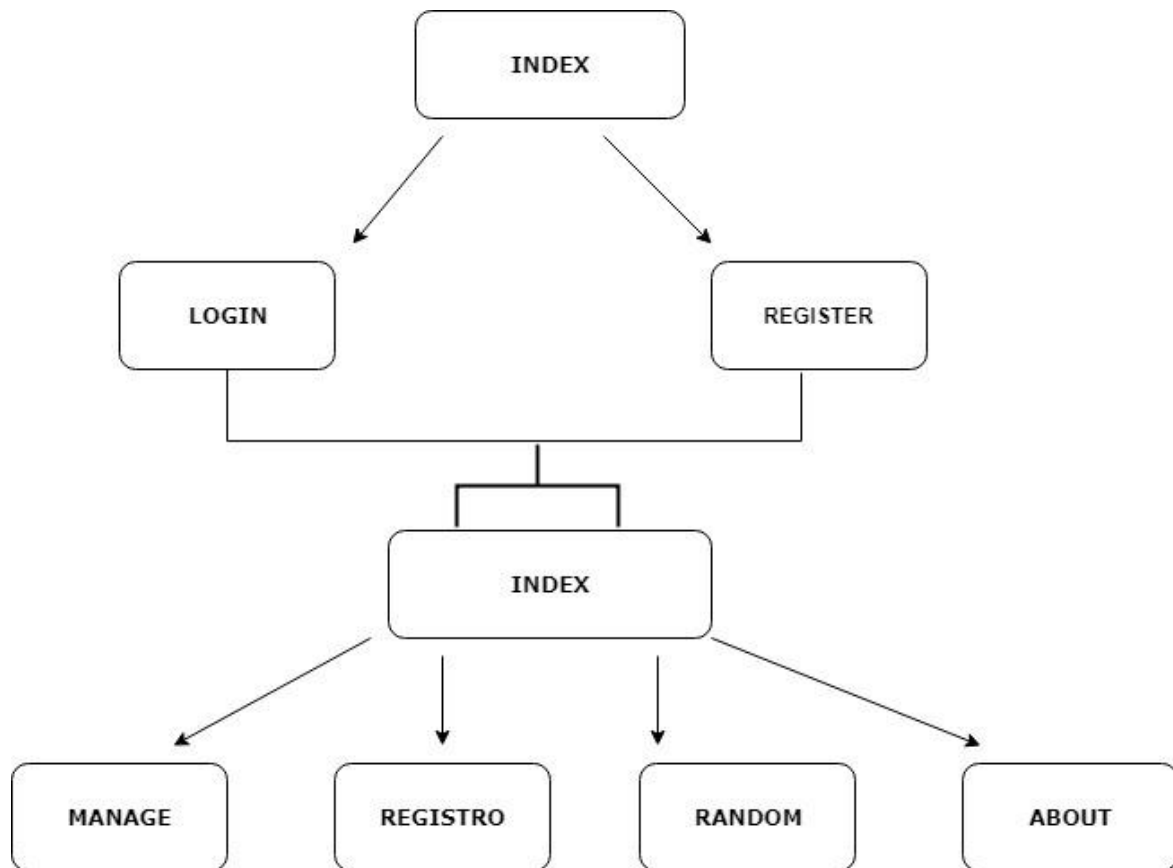 INDEX
LOGIN
REGISTER
INDEX
MANAGE
REGISTRO
RANDOM
ABOUT